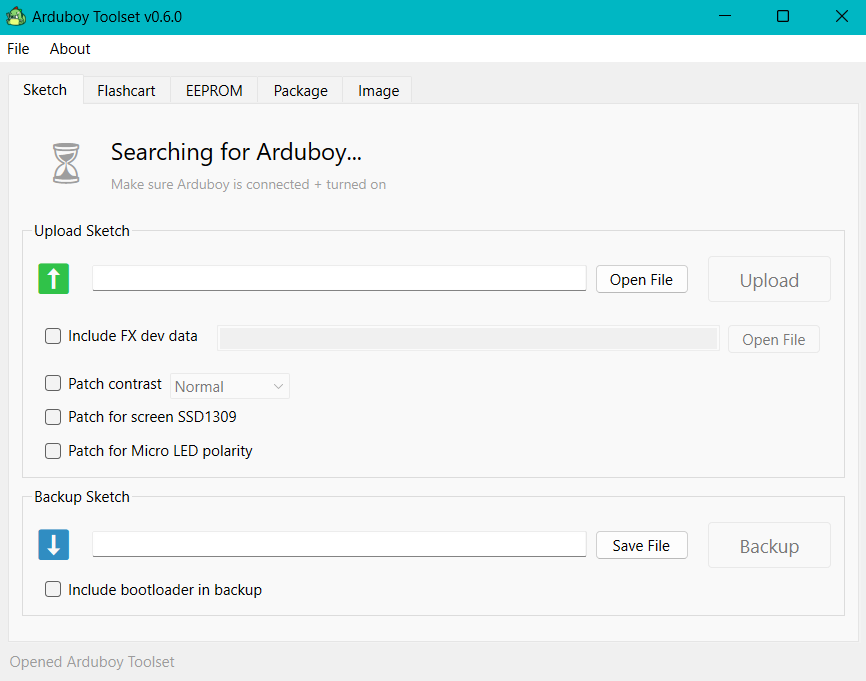 Arduboy Toolset v0.6.0
File About
Sketch Flashcart EEPROM Package Image
Searching for Arduboy...
Make sure Arduboy is connected + turned on
Upload Sketch
Open File Upload
Include FX dev data Open File
Patch contrast Normal
Patch for screen SSD1309
Patch for Micro LED polarity
Backup Sketch
Save File Backup
Include bootloader in backup
Opened Arduboy Toolset